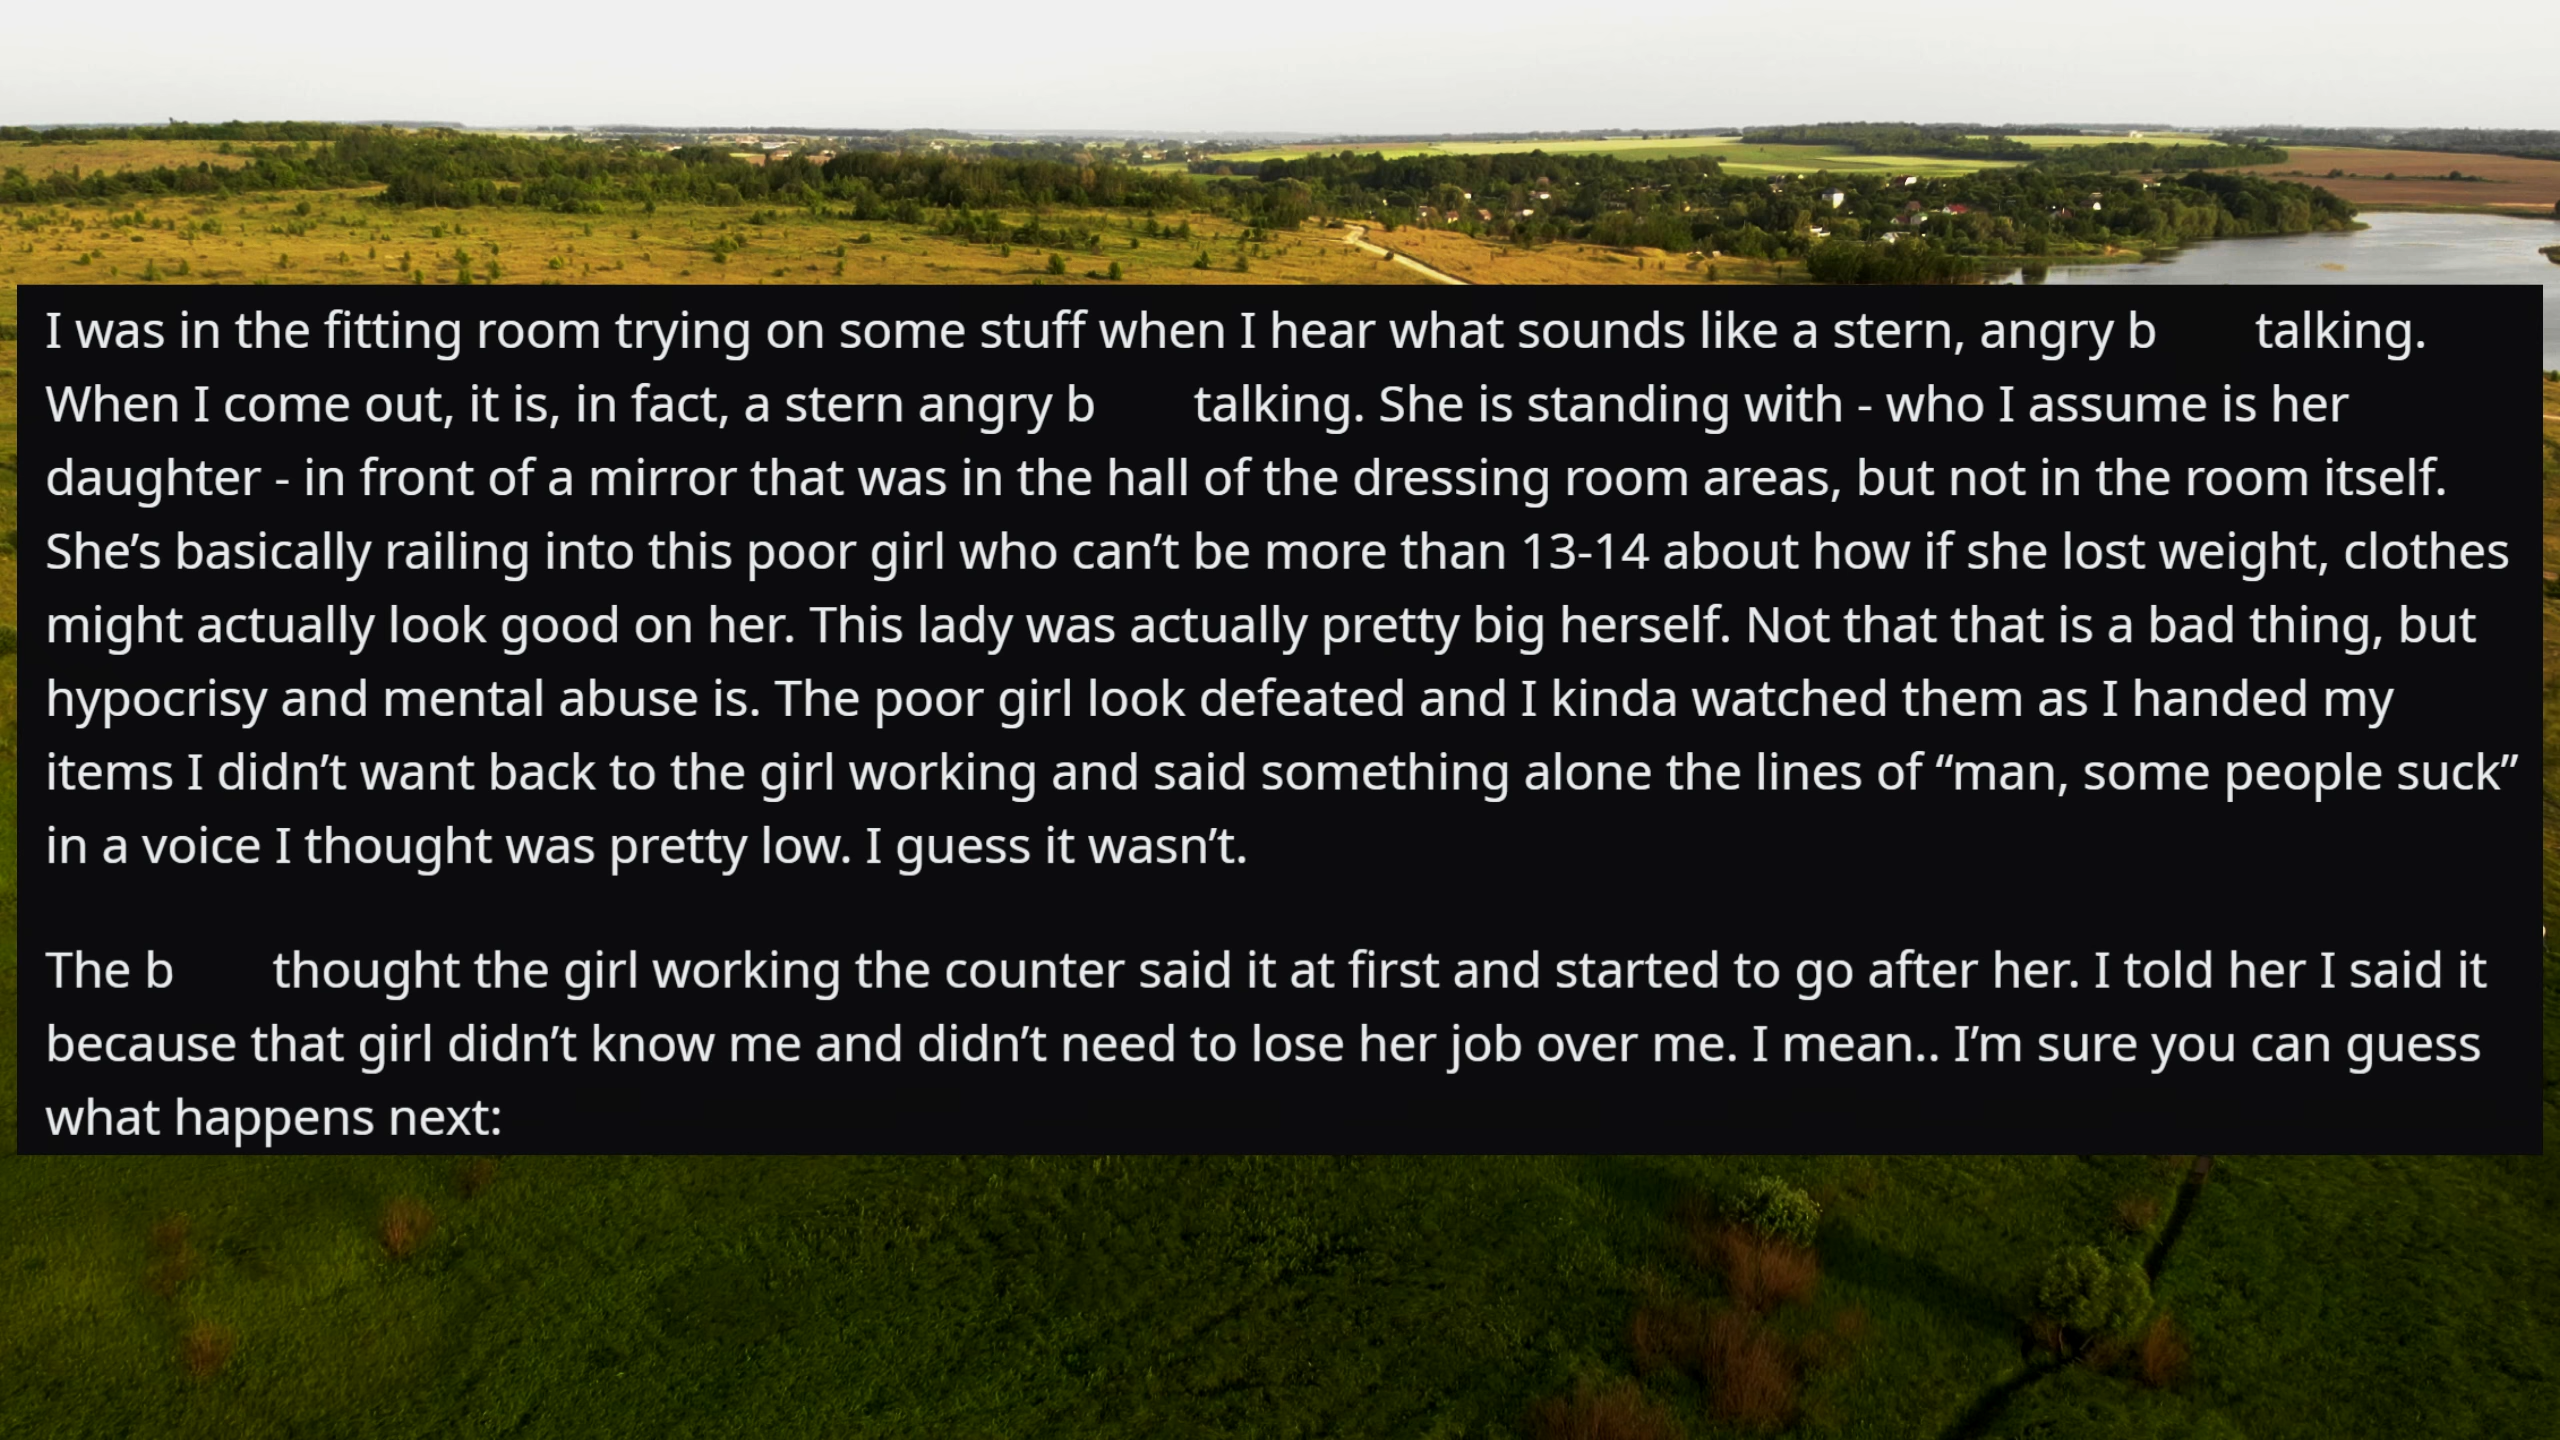 I was in the fitting room trying on some stuff when I hear what sounds like a stern, angry b talking.
When I come out, it is, in fact, a stern angry b talking. She is standing with - who I assume is her
daughter - in front of a mirror that was in the hall of the dressing room areas, but not in the room itself.
She’s basically railing into this poor girl who can’t be more than 13-14 about how if she lost weight, clothes
might actually look good on her. This lady was actually pretty big herself. Not that that is a bad thing, but
hypocrisy and mental abuse is. The poor girl look defeated and I kinda watched them as I handed my
items I didn’t want back to the girl working and said something alone the lines of “man, some people suck”
in a voice I thought was pretty low. I guess it wasn’t.
The b thought the girl working the counter said it at first and started to go after her. I told her I said it
because that girl didn’t know me and didn’t need to lose her job over me. I mean.. I’m sure you can guess
what happens next: